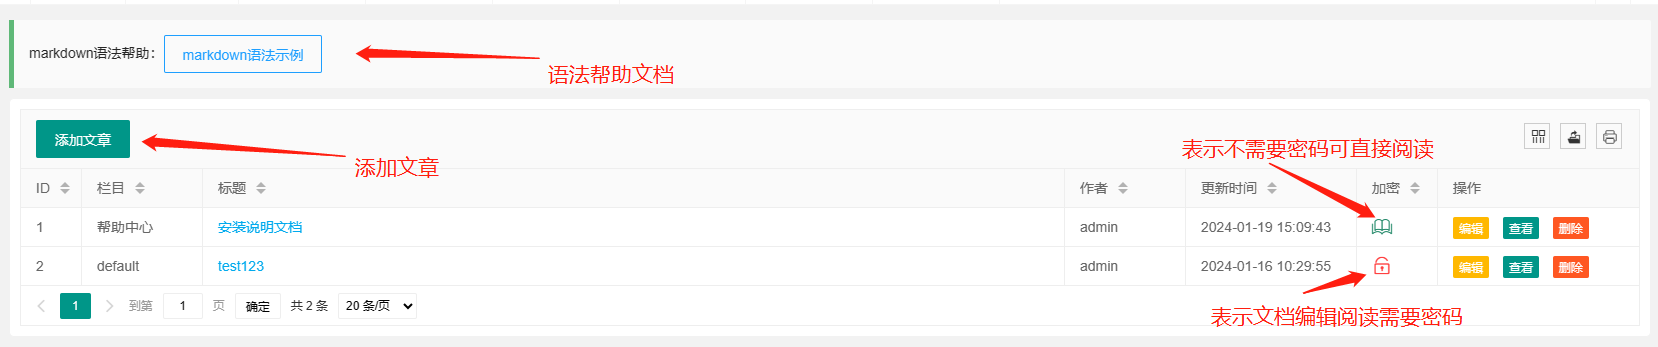 markdown语法帮助： markdown语法示例
语法帮助文档
添加文章
添加文章
表示不需要密码可直接阅读
ID 栏目 标题 作者 更新时间 加密 操作
1 帮助中心 安装说明文档 admin 2024-01-19 15:09:43 编辑 查看 删除
2 default test123 admin 2024-01-16 10:29:55 编辑 查看 删除
1 到第 1 页 确定 共 2 条 20 条/页
表示文档编辑阅读需要密码